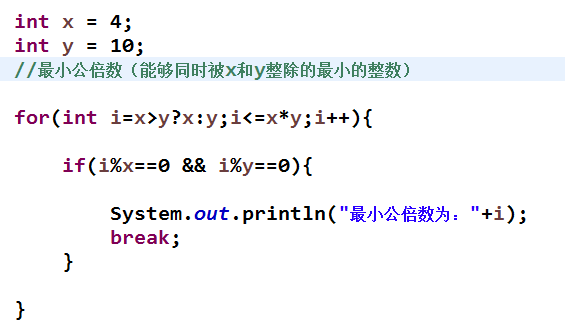 int x = 4;
int y = 10;
//最小公倍数（能够同时被x和y整除的最小的整数）
for(int i=x>y?x:y;i<=x*y;i++){
if(i%x==0 && i%y==0){
System.out.println("最小公倍数为："+i);
break;
}
}